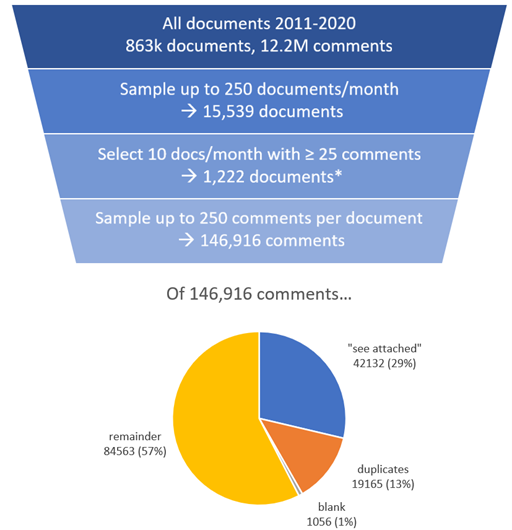 All documents 2011-2020
863k documents, 12.2M comments
Sample up to 250 documents/month
→ 15,539 documents
Select 10 docs/month with ≥ 25 comments
→ 1,222 documents*
Sample up to 250 comments per document
→ 146,916 comments
Of 146,916 comments...
"see attached"
42132 (29%)
remainder
84563 (57%)
duplicates
19165 (13%)
blank
1056 (1%)